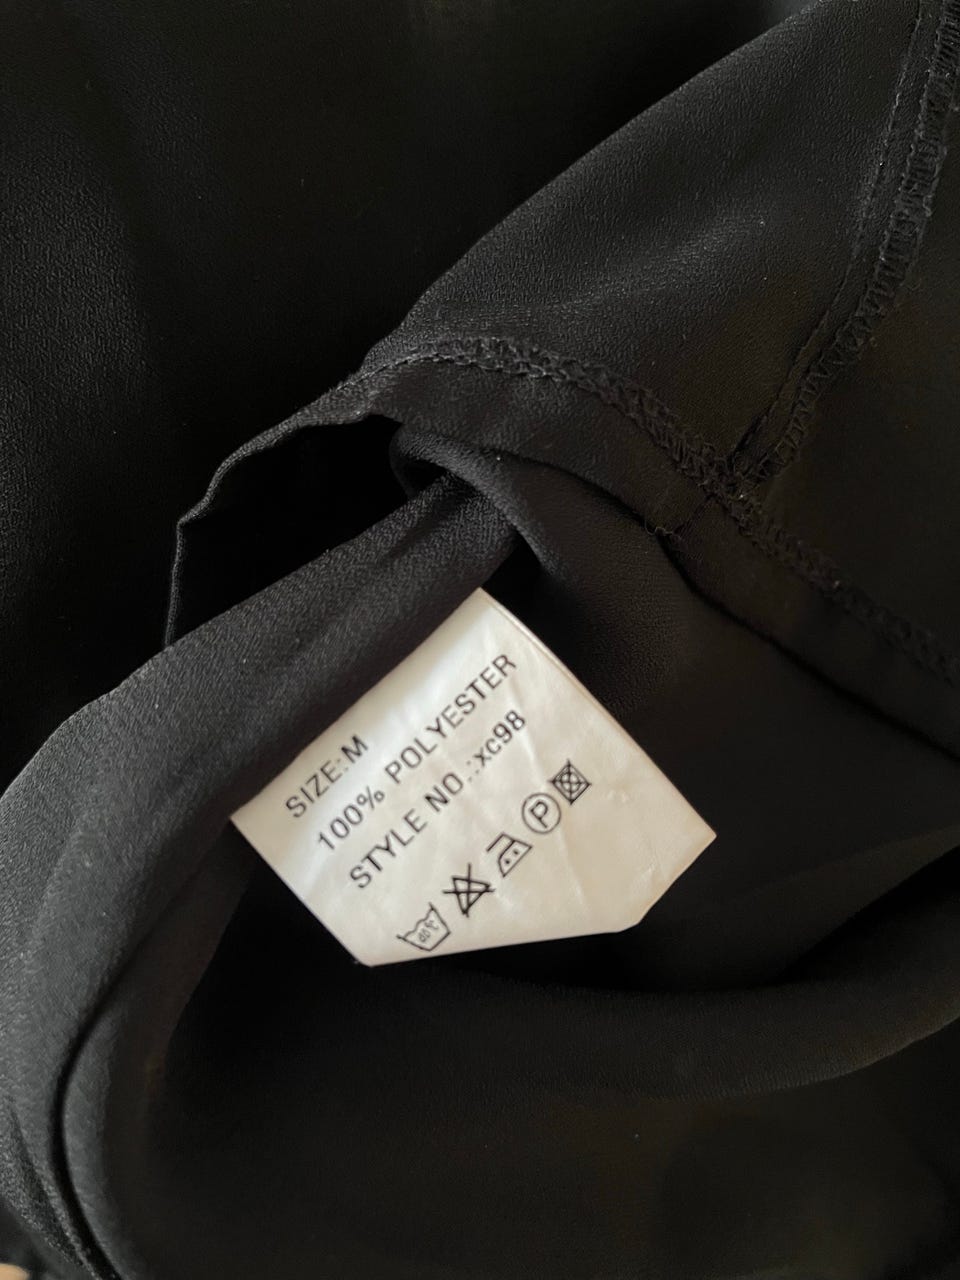 SIZE:M
100% POLYESTER
STYLE NO.:xc98
P